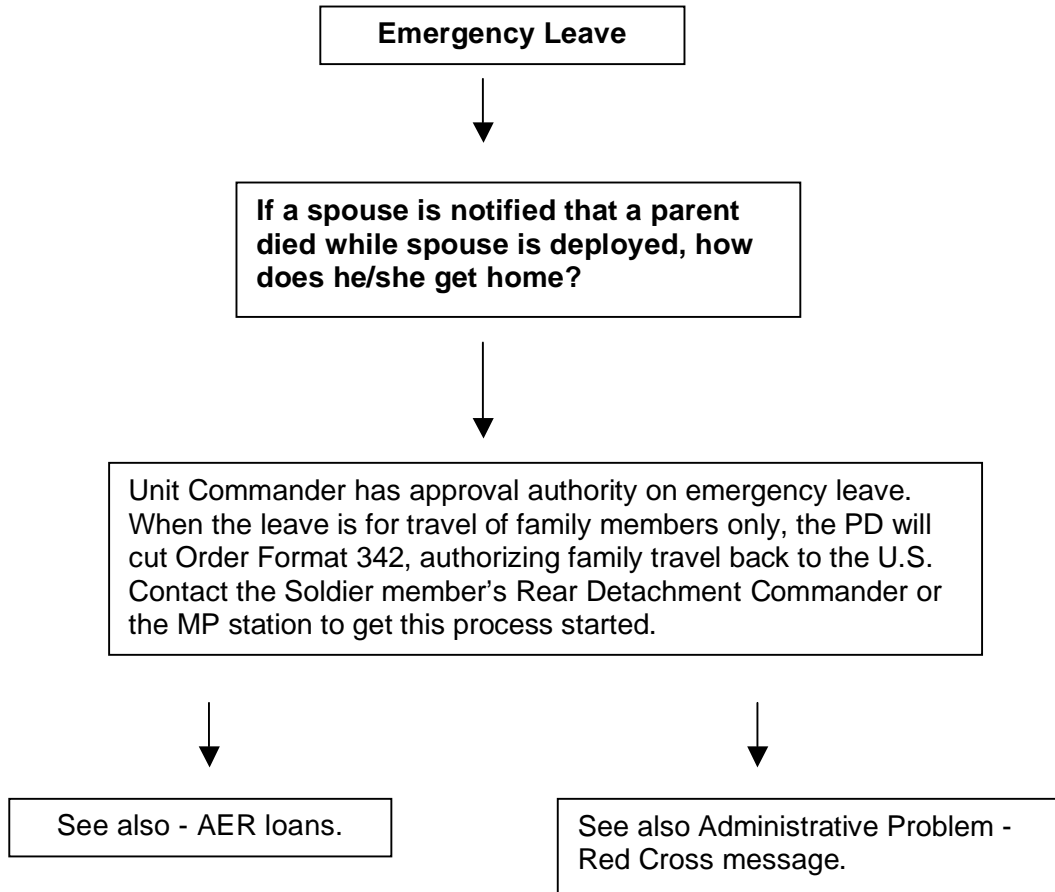 Emergency Leave
If a spouse is notified that a parent
died while spouse is deployed, how
does he/she get home?
Unit Commander has approval authority on emergency leave.
When the leave is for travel of family members only, the PD will
cut Order Format 342, authorizing family travel back to the U.S.
Contact the Soldier member’s Rear Detachment Commander or
the MP station to get this process started.
See also - AER loans.
See also Administrative Problem -
Red Cross message.